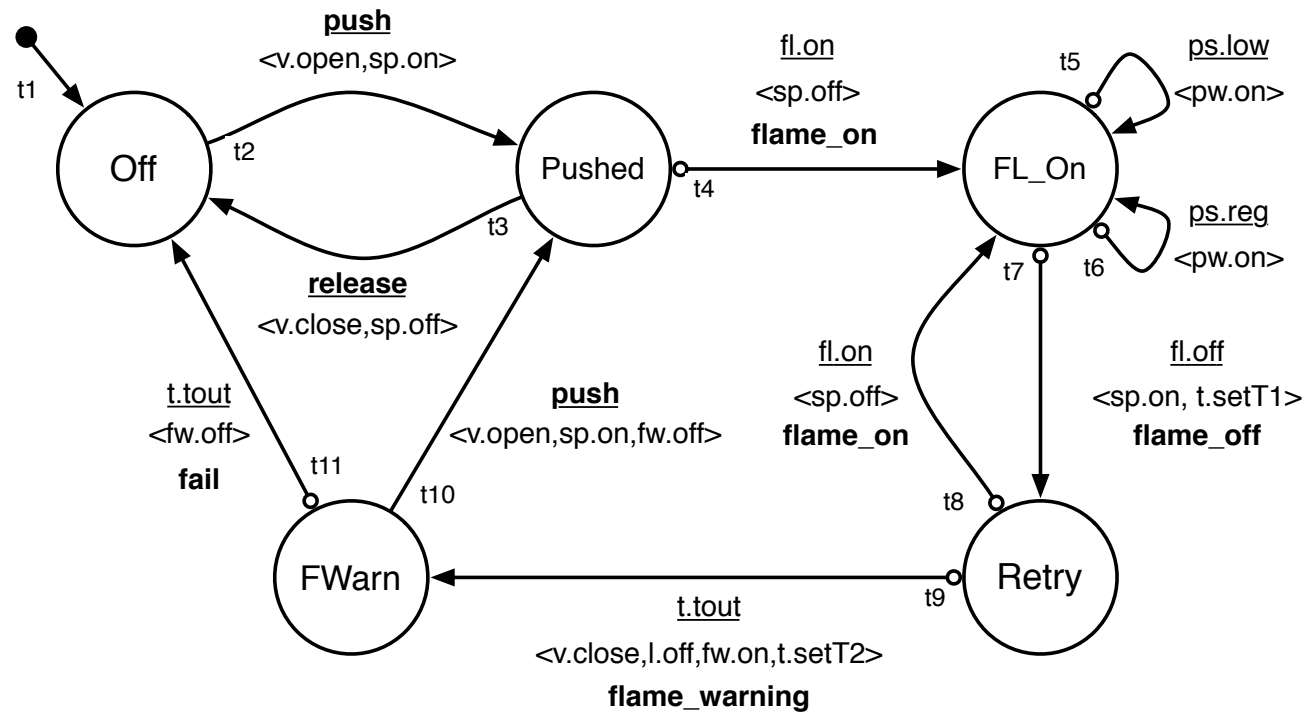 push
<v.open,sp.on>
t1
Off
t2
Pushed
fl.on
<sp.off>
flame_on
t4
t5
ps.low
<pw.on>
FL_On
ps.reg
<pw.on>
t6
t7
t3
release
<v.close,sp.off>
t.tout
<fw.off>
fail
t11
push
<v.open,sp.on,fw.off>
t10
fl.on
<sp.off>
flame_on
t8
fl.off
<sp.on, t.setT1>
flame_off
FWarn
Retry
t9
t.tout
<v.close,l.off,fw.on,t.setT2>
flame_warning